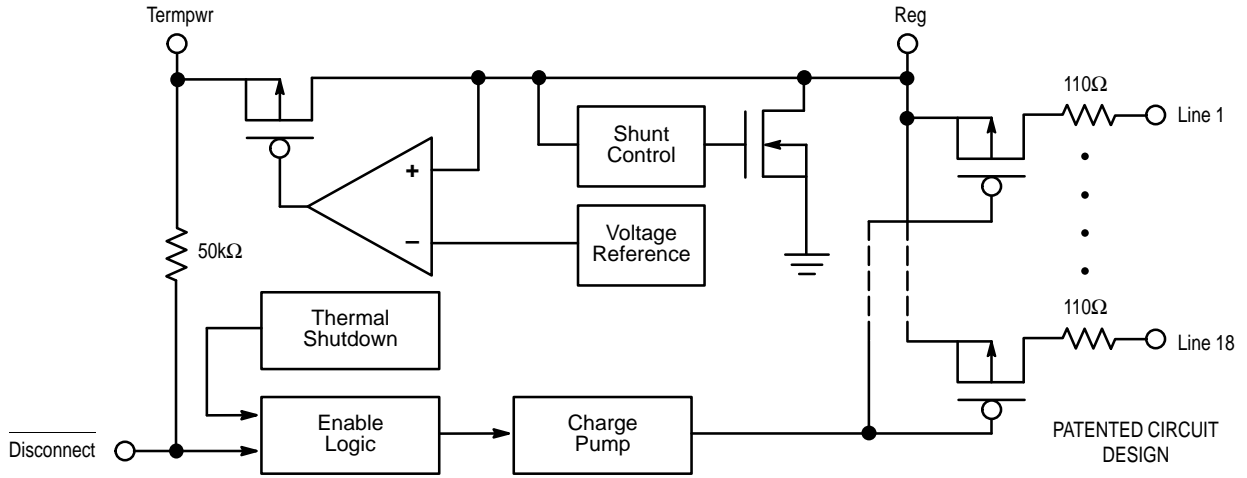 Termpwr
Reg
110Ω
Line 1
Shunt
Control
+
−
Voltage
Reference
50kΩ
Thermal
Shutdown
110Ω
Line 18
Disconnect
Enable
Logic
Charge
Pump
PATENTED CIRCUIT
DESIGN